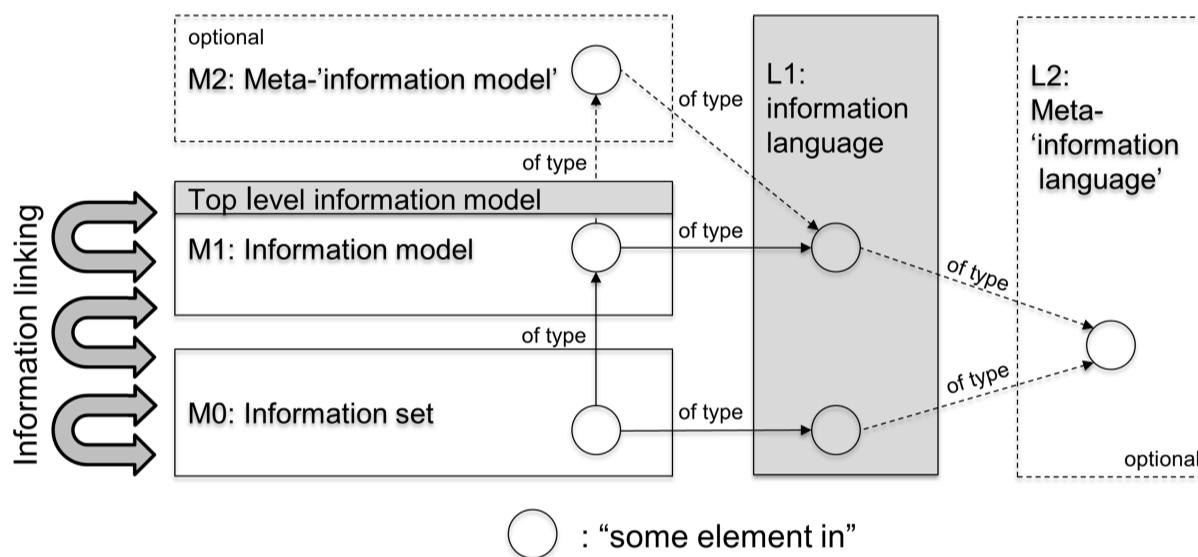 optional
M2: Meta-'information model'
of type
L1:
information
language
L2:
Meta-
'information
language'
of type
Top level information model
M1: Information model
of type
of type
of type
M0: Information set
of type
of type
optional
Information linking
: “some element in”